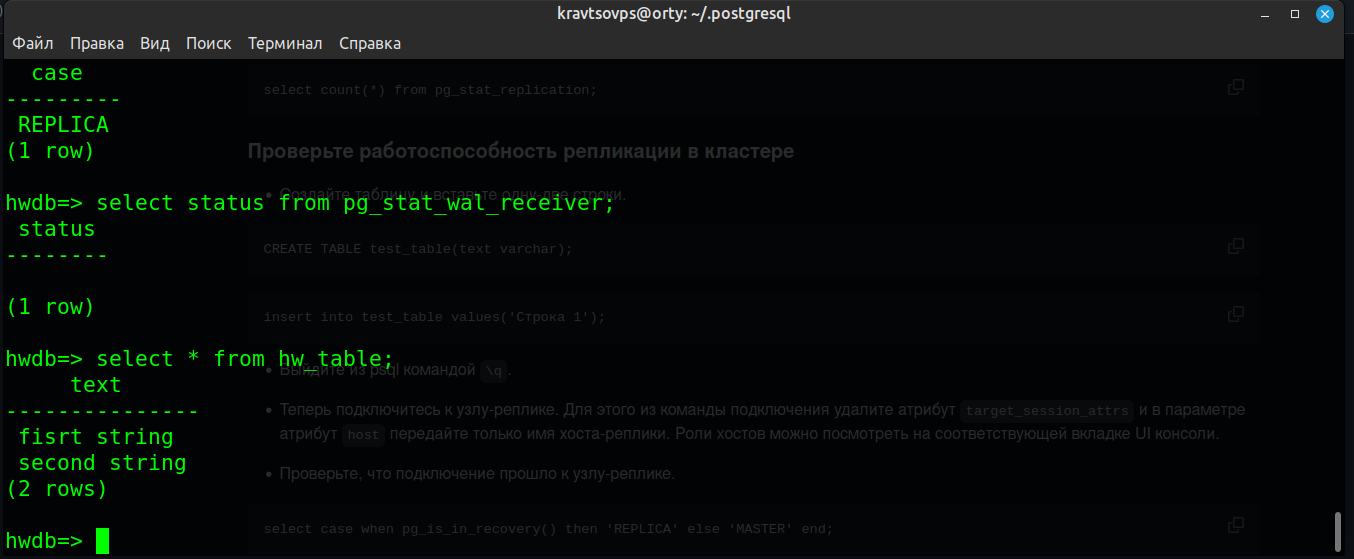 kravtsovps@orty: ~/.postgresql
Файл Правка Вид Поиск Терминал Справка
case
---------
REPLICA
(1 row)
hwdb=> select status from pg_stat_wal_receiver;
status
--------
(1 row)
hwdb=> select * from hw_table;
text
---------------
fisrt string
second string
(2 rows)
hwdb=>
select count(*) from pg_stat_replication;
Проверьте работоспособность репликации в кластере
• Создайте таблицу и вставьте одну-две строки.
CREATE TABLE test_table(text varchar);
insert into test_table values('Строка 1');
• Выйдите из psql командой \q.
• Теперь подключитесь к узлу-реплике. Для этого из команды подключения удалите атрибут target_session_attrs и в параметре
атрибут host передайте только имя хоста-реплики. Роли хостов можно посмотреть на соответствующей вкладке UI консоли.
• Проверьте, что подключение прошло к узлу-реплике.
select case when pg_is_in_recovery() then 'REPLICA' else 'MASTER' end;